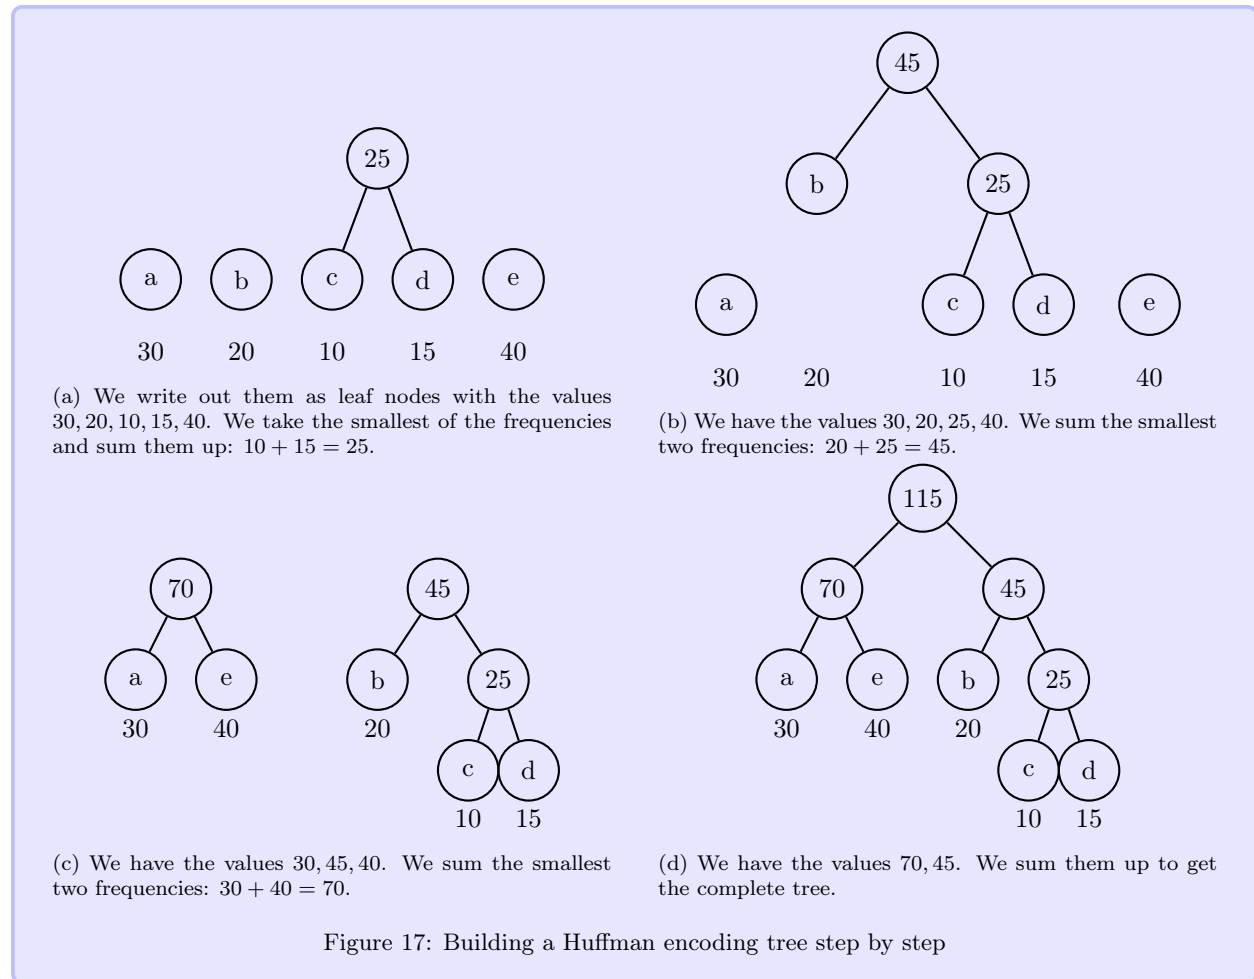 25
a b c d e
30 20 10 15 40
(a) We write out them as leaf nodes with the values
30, 20, 10, 15, 40. We take the smallest of the frequencies
and sum them up: 10 + 15 = 25.
45
b 25
a c d e
30 20 10 15 40
(b) We have the values 30, 20, 25, 40. We sum the smallest
two frequencies: 20 + 25 = 45.
70 45
a e b 25
30 40 20
c d
10 15
(c) We have the values 30, 45, 40. We sum the smallest
two frequencies: 30 + 40 = 70.
115
70 45
a e b 25
30 40 20
c d
10 15
(d) We have the values 70, 45. We sum them up to get
the complete tree.
Figure 17: Building a Huffman encoding tree step by step